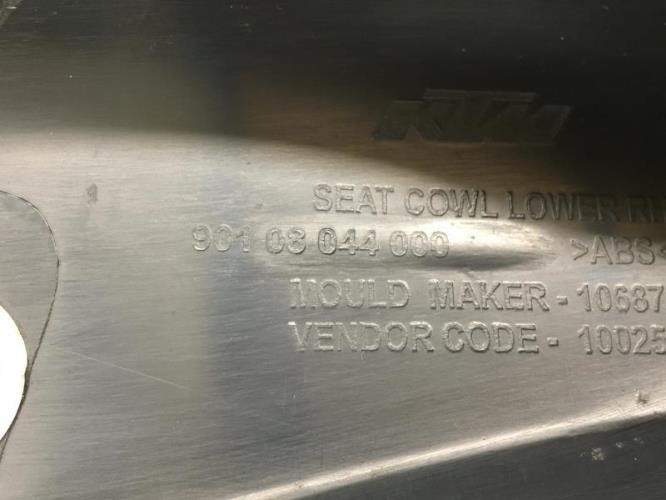 KTM
SEAT COWL LOWER
901 08 044 000 >ABS<
MOULD MAKER - 10687
VENDOR CODE - 10025